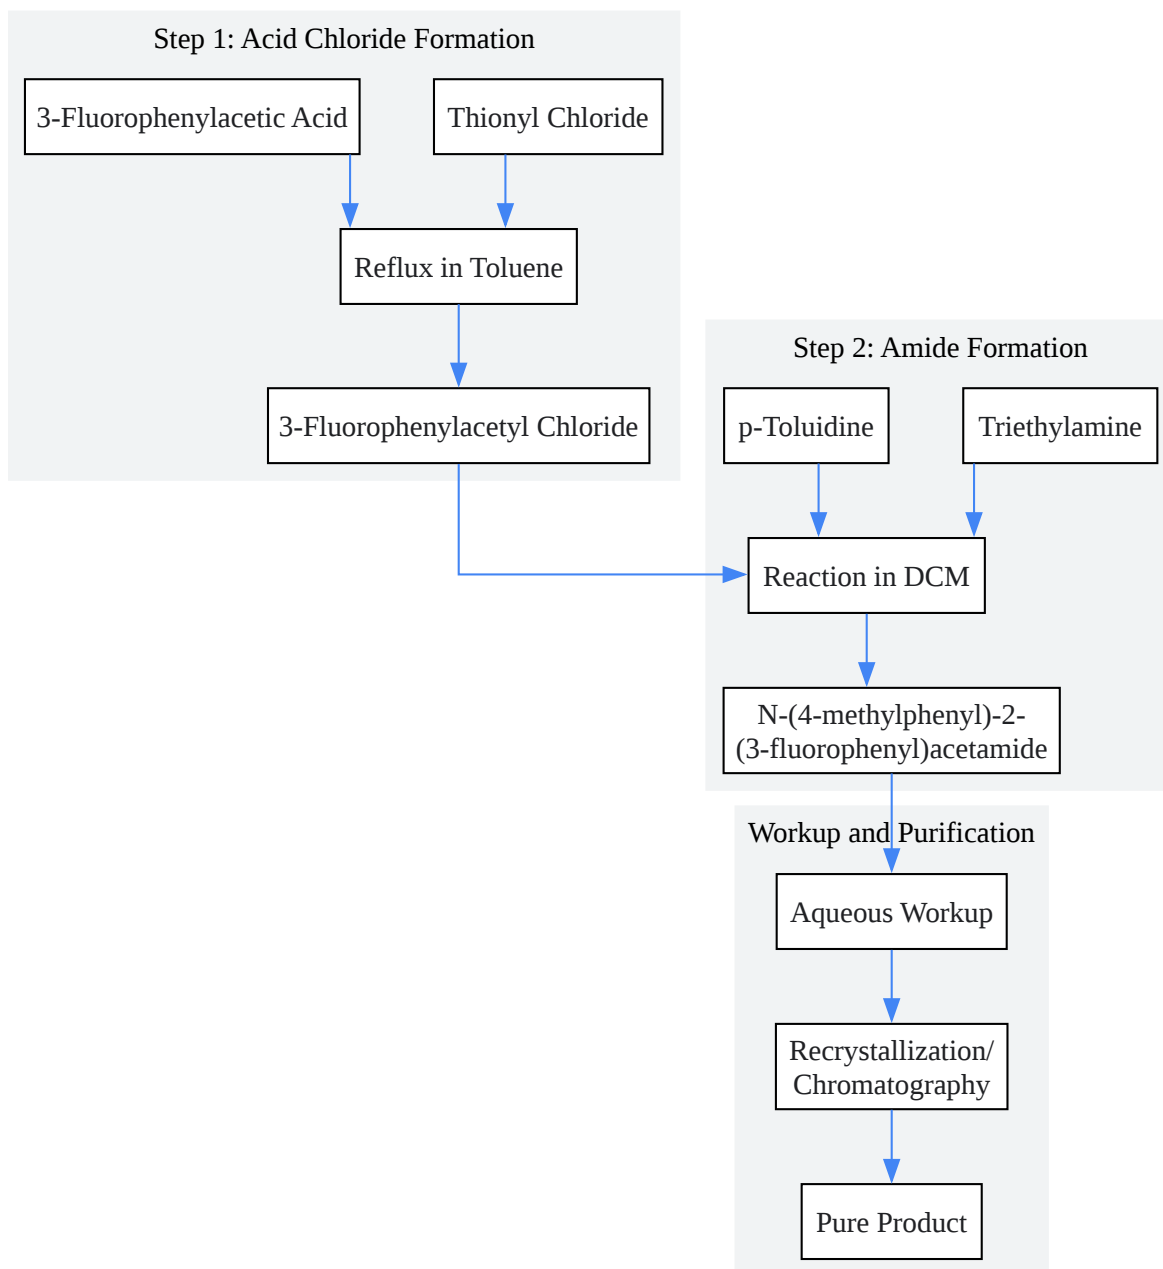 Step 1: Acid Chloride Formation
3-Fluorophenylacetic Acid
Thionyl Chloride
Reflux in Toluene
3-Fluorophenylacetyl Chloride
Step 2: Amide Formation
p-Toluidine
Triethylamine
Reaction in DCM
N-(4-methylphenyl)-2-
(3-fluorophenyl)acetamide
Workup and Purification
Aqueous Workup
Recrystallization/
Chromatography
Pure Product